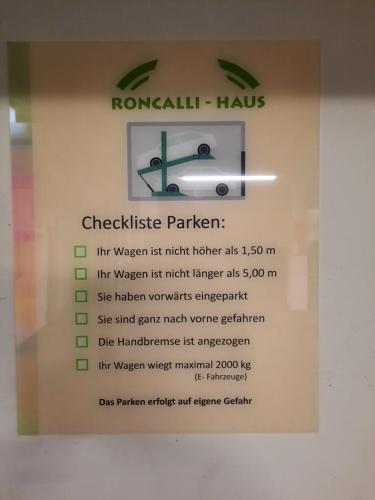 RONCALLI - HAUS
Checkliste Parken:
Ihr Wagen ist nicht höher als 1,50 m
Ihr Wagen ist nicht länger als 5,00 m
Sie haben vorwärts eingeparkt
Sie sind ganz nach vorne gefahren
Die Handbremse ist angezogen
Ihr Wagen wiegt maximal 2000 kg
(E- Fahrzeuge)
Das Parken erfolgt auf eigene Gefahr